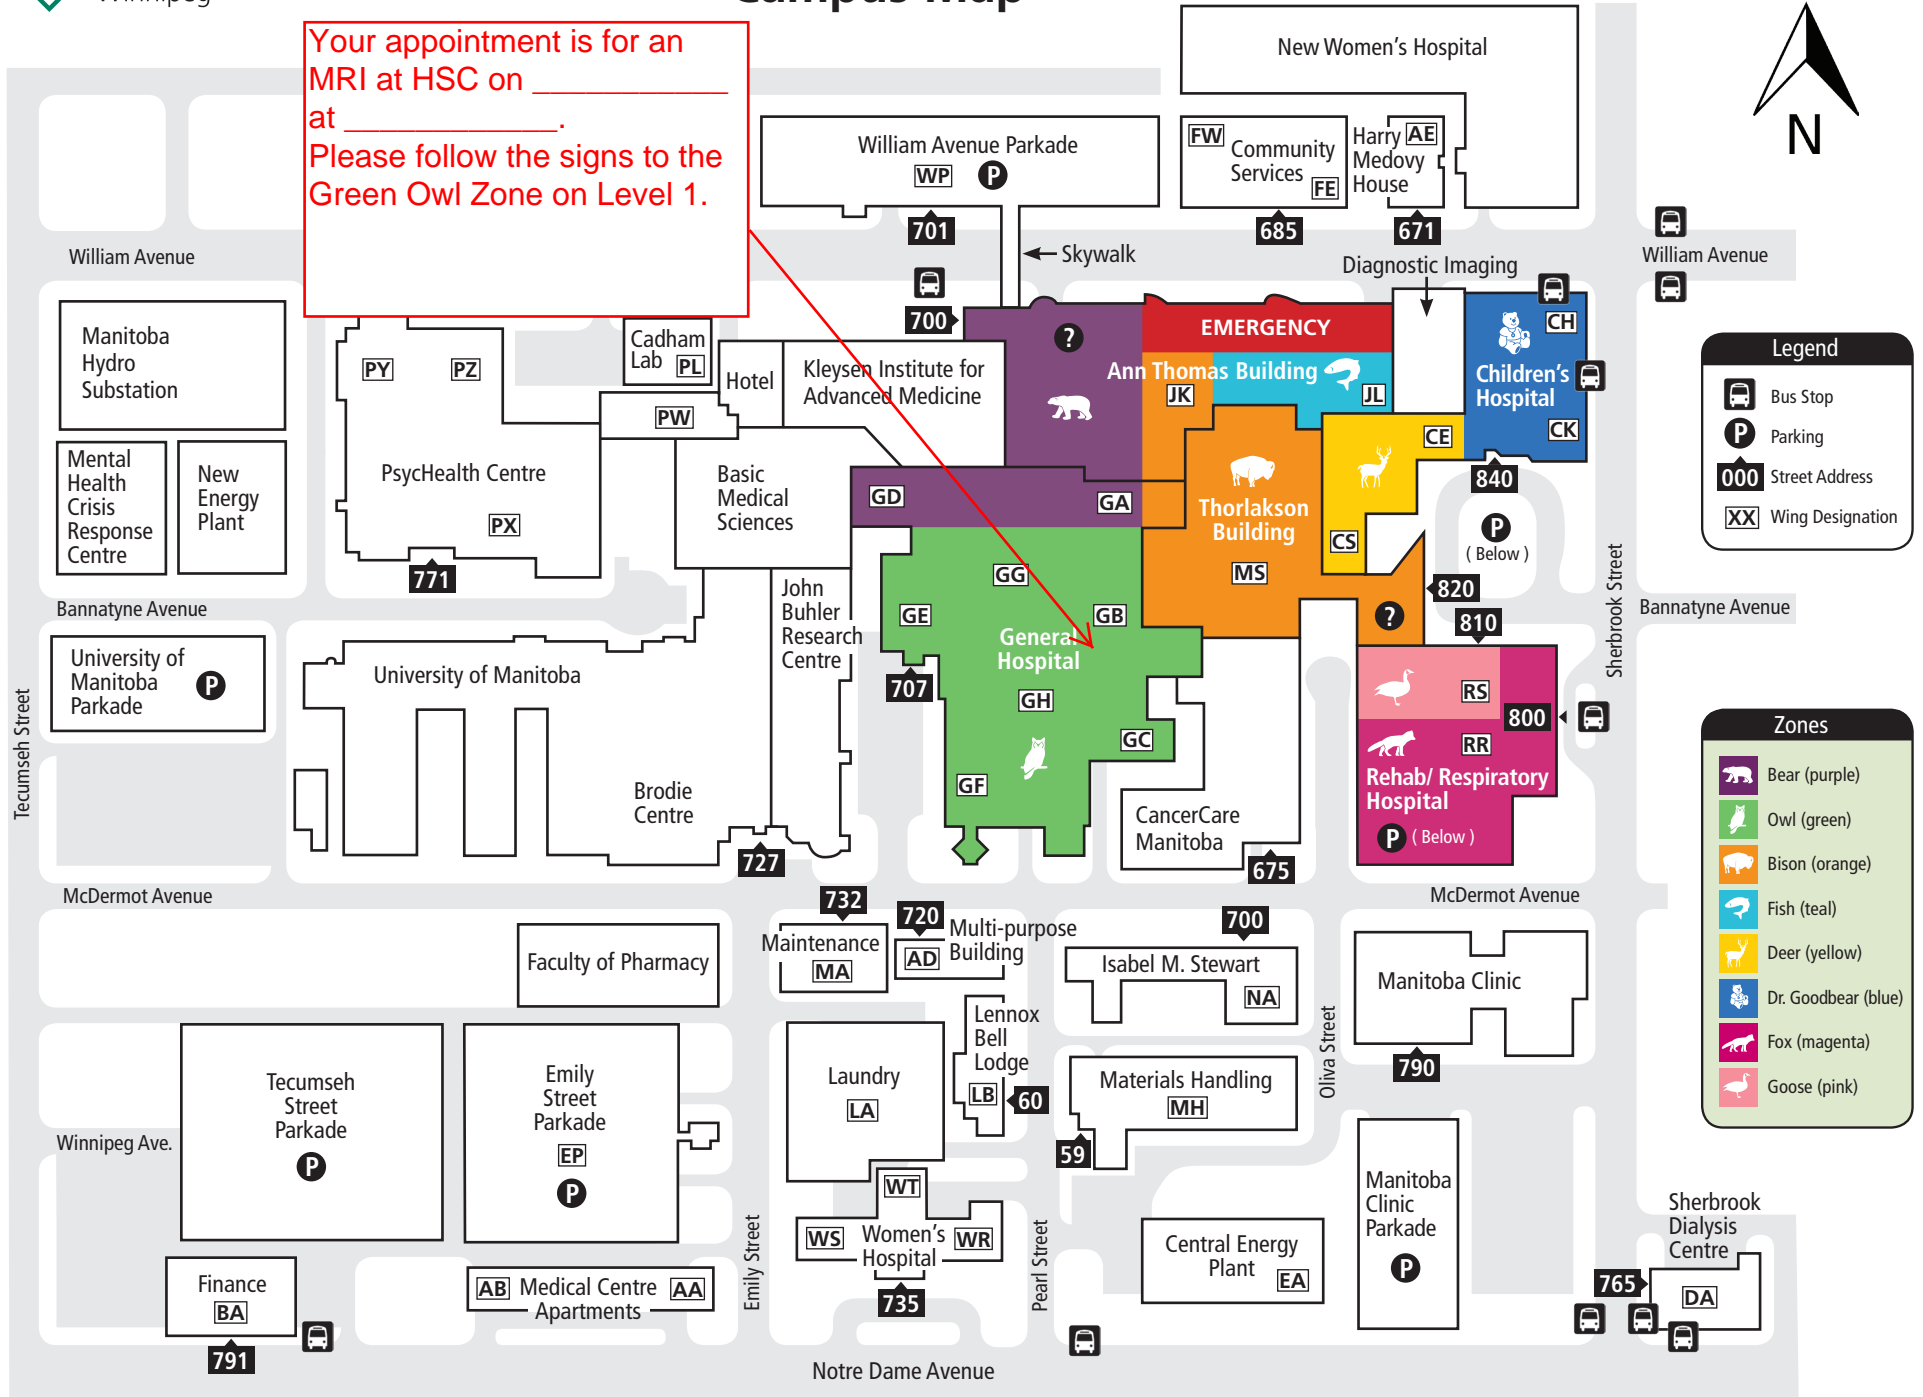 Winnipeg
Campus Map
Your appointment is for an
MRI at HSC on ___________
at ____________.
Please follow the signs to the
Green Owl Zone on Level 1.
New Women's Hospital
N
William Avenue Parkade
WP P
FW
Community
Services
FE
Harry AE
Medovy
House
701
685
671
William Avenue
Skywalk
Diagnostic Imaging
William Avenue
Manitoba
Hydro
Substation
PY
PZ
Cadham
Lab PL
Hotel
Kleysen Institute for
Advanced Medicine
PW
700
?
EMERGENCY
Ann Thomas Building
JK
JL
CH
Children's
Hospital
CK
CE
840
P
( Below )
Legend
Bus Stop
P Parking
000 Street Address
XX Wing Designation
Mental
Health
Crisis
Response
Centre
New
Energy
Plant
PsycHealth Centre
PX
771
Basic
Medical
Sciences
GD
GA
Thorlakson
Building
MS
CS
820
?
810
Sherbrook Street
Bannatyne Avenue
Bannatyne Avenue
University of
Manitoba
Parkade
P
University of Manitoba
John
Buhler
Research
Centre
GG
GE
GB
General
Hospital
707
GH
GC
GF
RS
800
RR
Rehab/ Respiratory
Hospital
P ( Below )
Tecumseh Street
Brodie
Centre
727
CancerCare
Manitoba
675
Zones
Bear (purple)
Owl (green)
Bison (orange)
Fish (teal)
Deer (yellow)
Dr. Goodbear (blue)
Fox (magenta)
Goose (pink)
McDermot Avenue
McDermot Avenue
Faculty of Pharmacy
732
Maintenance
MA
720
AD
Multi-purpose
Building
700
Isabel M. Stewart
NA
Manitoba Clinic
790
Oliva Street
Lennox
Bell
Lodge
LB
60
Laundry
LA
Materials Handling
MH
59
Tecumseh
Street
Parkade
P
Emily
Street
Parkade
EP
P
Winnipeg Ave.
WT
WS
Women's
Hospital
WR
735
Emily Street
Pearl Street
Central Energy
Plant
EA
Manitoba
Clinic
Parkade
P
Sherbrook
Dialysis
Centre
765
DA
Finance
BA
791
AB Medical Centre AA
Apartments
Notre Dame Avenue